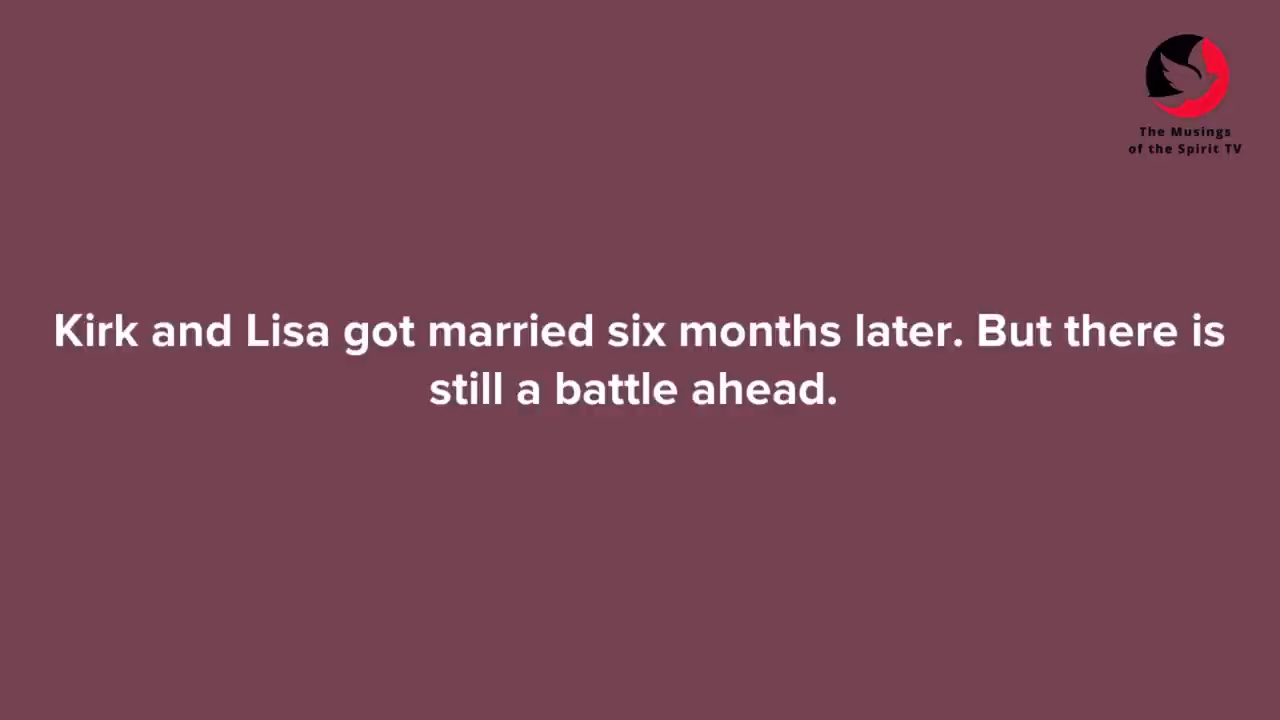 The Musings
of the Spirit TV
Kirk and Lisa got married six months later. But there is
still a battle ahead.